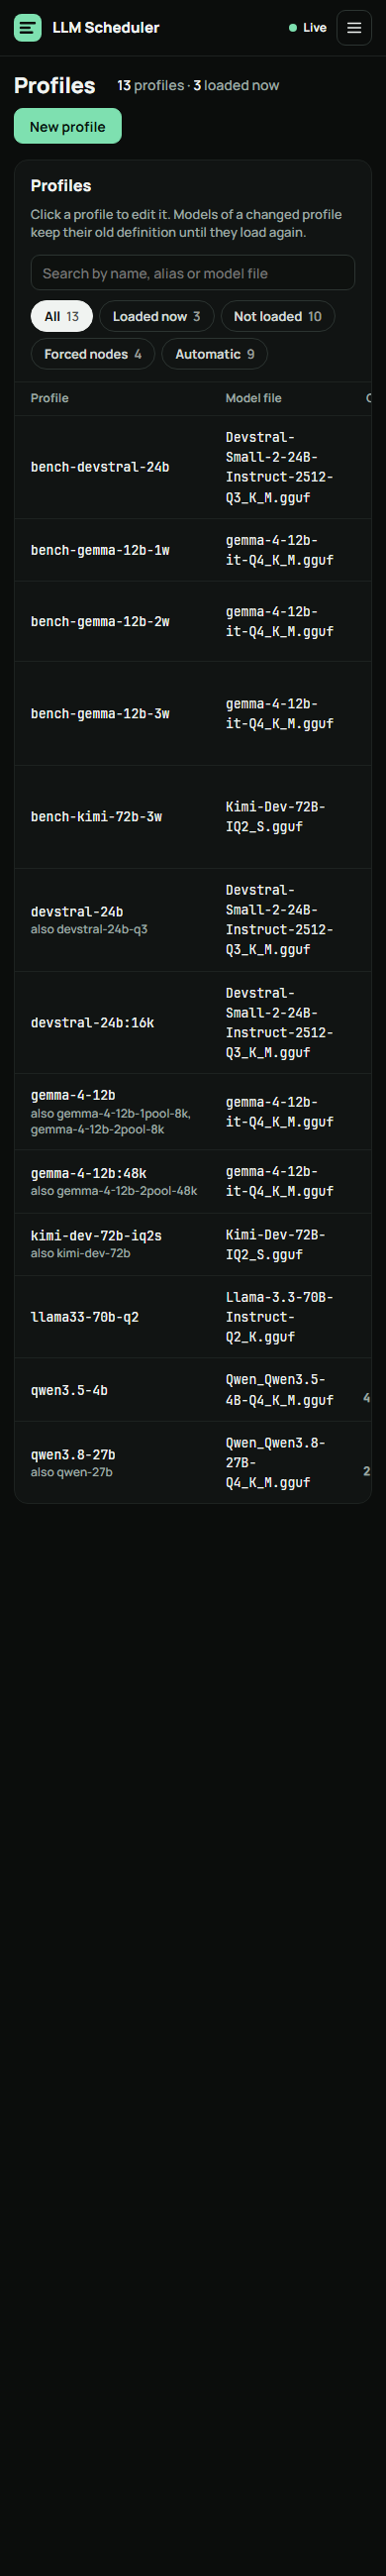 LLM Scheduler
Live
Profiles
13 profiles · 3 loaded now
New profile
Profiles
Click a profile to edit it. Models of a changed profile
keep their old definition until they load again.
Search by name, alias or model file
All 13
Loaded now 3
Not loaded 10
Forced nodes 4
Automatic 9
Profile
Model file
bench-devstral-24b
Devstral-
Small-2-24B-
Instruct-2512-
Q3_K_M.gguf
bench-gemma-12b-1w
gemma-4-12b-
it-Q4_K_M.gguf
bench-gemma-12b-2w
gemma-4-12b-
it-Q4_K_M.gguf
bench-gemma-12b-3w
gemma-4-12b-
it-Q4_K_M.gguf
bench-kimi-72b-3w
Kimi-Dev-72B-
IQ2_S.gguf
devstral-24b
also devstral-24b-q3
Devstral-
Small-2-24B-
Instruct-2512-
Q3_K_M.gguf
devstral-24b:16k
Devstral-
Small-2-24B-
Instruct-2512-
Q3_K_M.gguf
gemma-4-12b
also gemma-4-12b-1pool-8k,
gemma-4-12b-2pool-8k
gemma-4-12b-
it-Q4_K_M.gguf
gemma-4-12b:48k
also gemma-4-12b-2pool-48k
gemma-4-12b-
it-Q4_K_M.gguf
kimi-dev-72b-iq2s
also kimi-dev-72b
Kimi-Dev-72B-
IQ2_S.gguf
llama33-70b-q2
Llama-3.3-70B-
Instruct-
Q2_K.gguf
qwen3.5-4b
Qwen_Qwen3.5-
4B-Q4_K_M.gguf
4
qwen3.8-27b
also qwen-27b
Qwen_Qwen3.8-
27B-
Q4_K_M.gguf
2